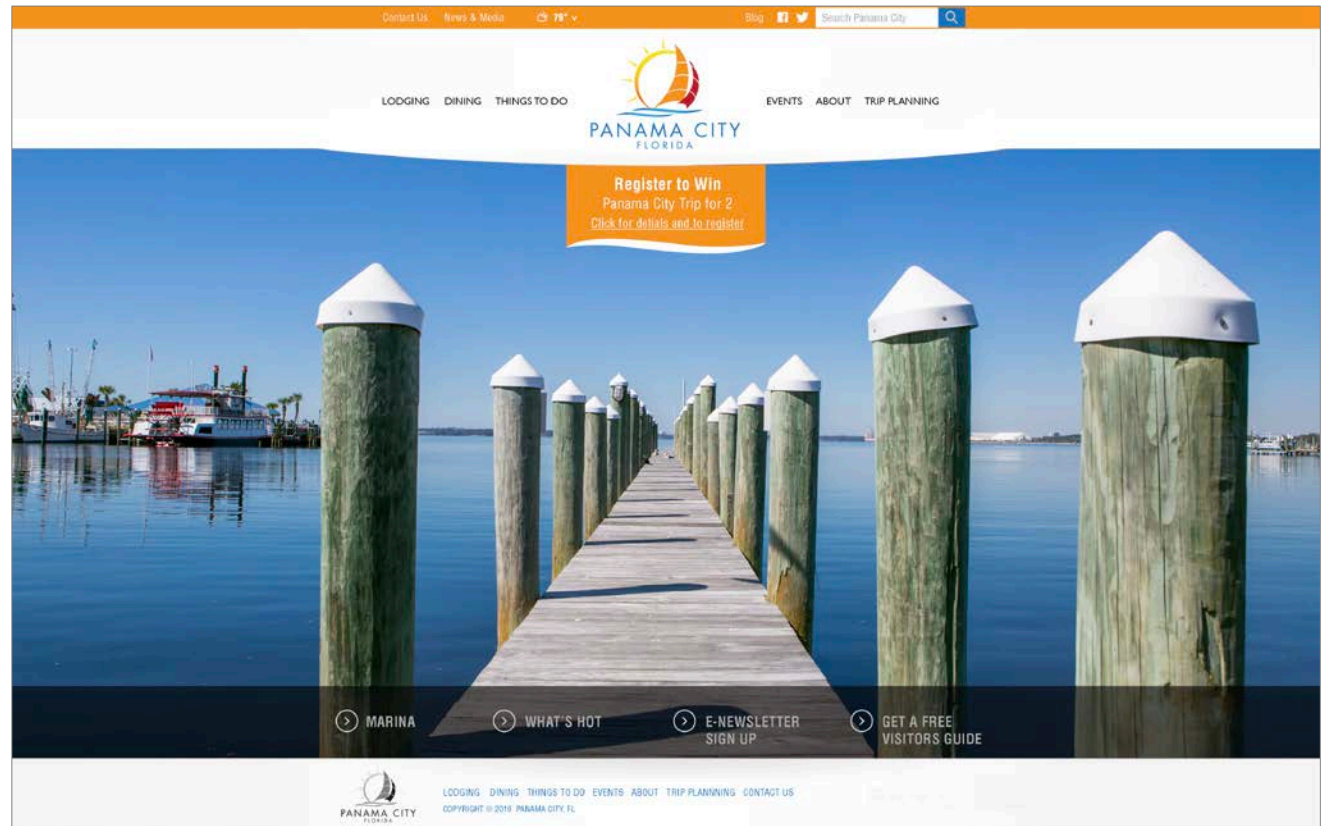 Contact Us News & Media 79° Blog Search Panama City
LODGING DINING THINGS TO DO EVENTS ABOUT TRIP PLANNING
PANAMA CITY
FLORIDA
Register to Win
Panama City Trip for 2
Click for detials and to register
MARINA WHAT'S HOT E-NEWSLETTER GET A FREE
SIGN UP VISITORS GUIDE
LODGING DINING THINGS TO DO EVENTS ABOUT TRIP PLANNNING CONTACT US
COPYRIGHT © 2016 PANAMA CITY, FL
PANAMA CITY
FLORIDA